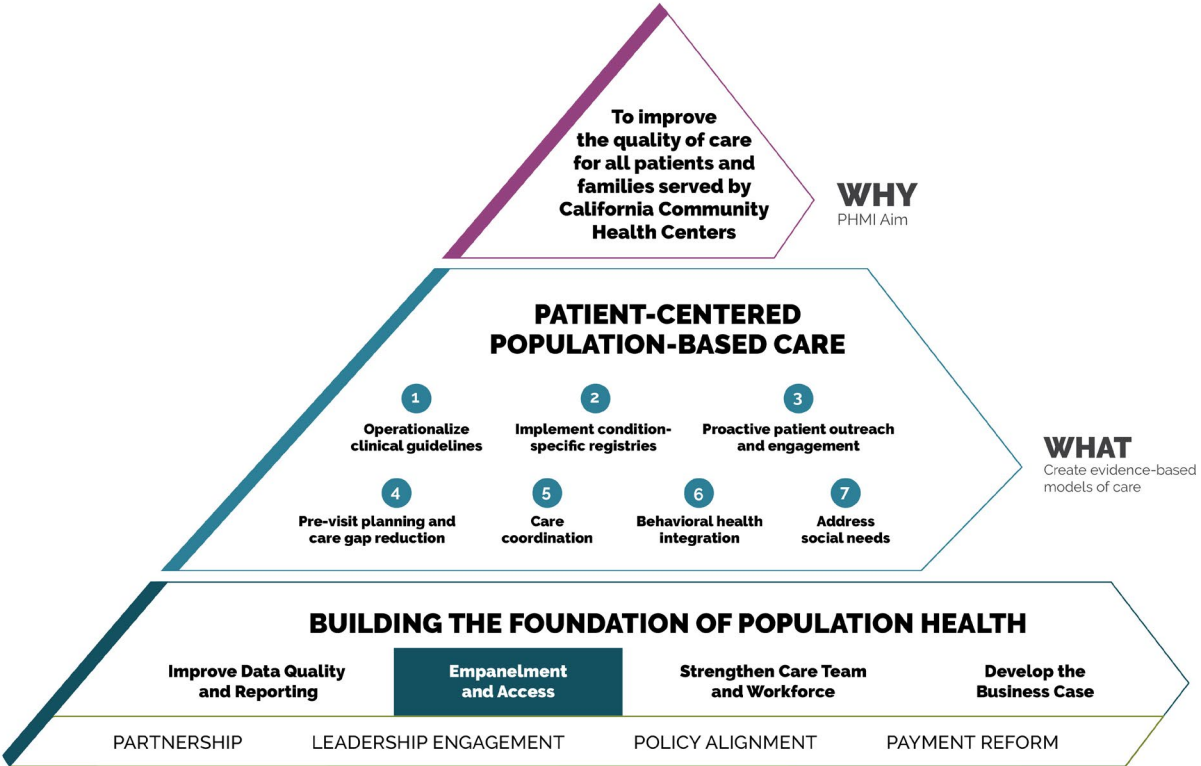 To improve
the quality of care
for all patients and
families served by
California Community
Health Centers
WHY
PHMI Aim
PATIENT-CENTERED
POPULATION-BASED CARE
1
Operationalize
clinical guidelines
2
Implement condition-
specific registries
3
Proactive patient outreach
and engagement
4
Pre-visit planning and
care gap reduction
5
Care
coordination
6
Behavioral health
integration
7
Address
social needs
WHAT
Create evidence-based
models of care
BUILDING THE FOUNDATION OF POPULATION HEALTH
Improve Data Quality
and Reporting
Empanelment
and Access
Strengthen Care Team
and Workforce
Develop the
Business Case
PARTNERSHIP
LEADERSHIP ENGAGEMENT
POLICY ALIGNMENT
PAYMENT REFORM